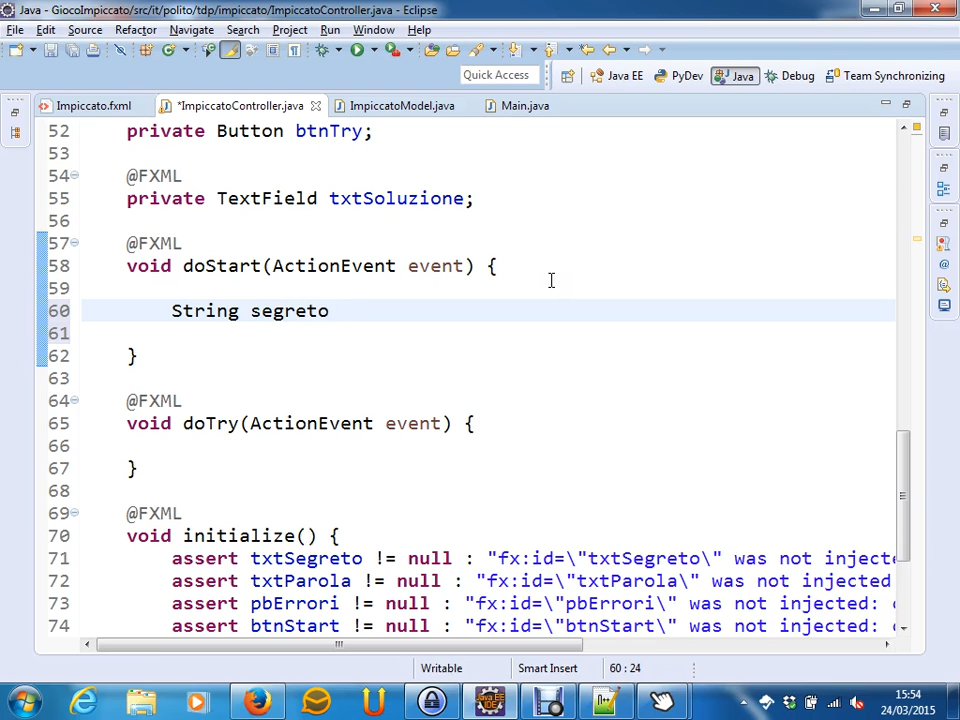 Java - GiocoImpiccato/src/it/polito/tdp/impiccato/ImpiccatoController.java - Eclipse
File Edit Source Refactor Navigate Search Project Run Window Help
Quick Access Java EE PyDev Java Debug Team Synchronizing
Impiccato.fxml *ImpiccatoController.java ImpiccatoModel.java Main.java
52 private Button btnTry;
53
54 @FXML
55 private TextField txtSoluzione;
56
57 @FXML
58 void doStart(ActionEvent event) {
59
60 String segreto
61
62 }
63
64 @FXML
65 void doTry(ActionEvent event) {
66
67 }
68
69 @FXML
70 void initialize() {
71 assert txtSegreto != null : "fx:id=\"txtSegreto\" was not injecte
72 assert txtParola != null : "fx:id=\"txtParola\" was not injected
73 assert pbErrori != null : "fx:id=\"pbErrori\" was not injected: c
74 assert btnStart != null : "fx:id=\"btnStart\" was not injected: c
Writable Smart Insert 60 : 24
15:54
24/03/2015